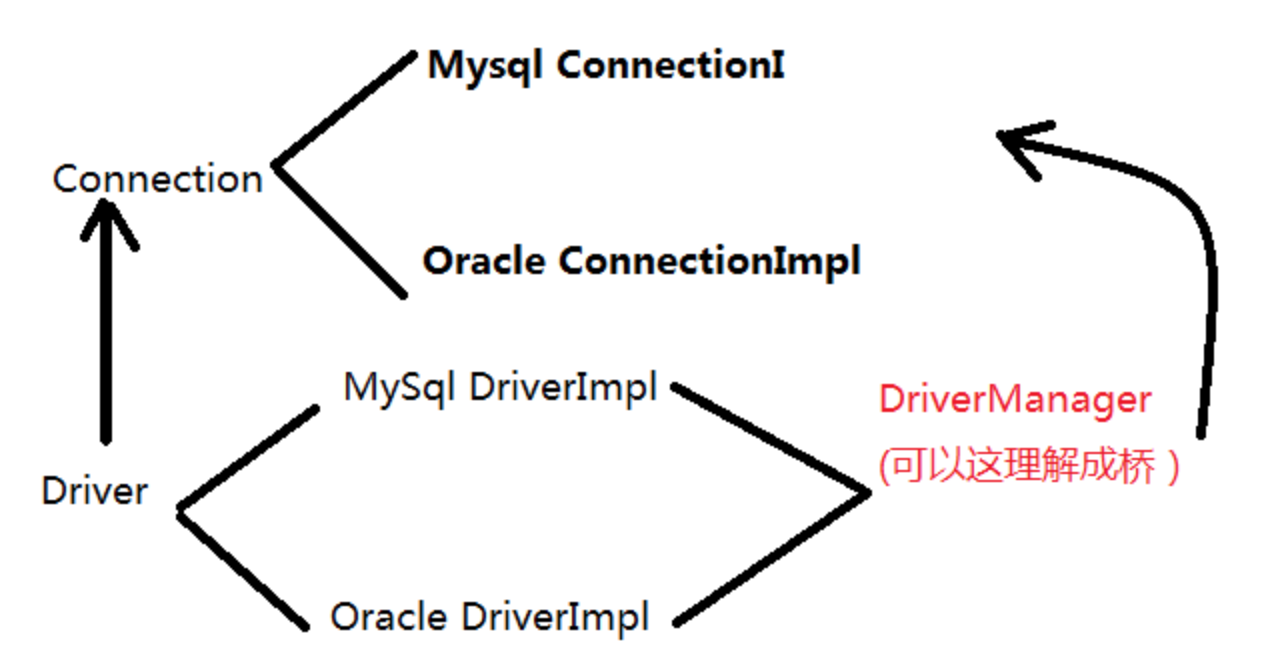 Mysql ConnectionI
Connection
Oracle ConnectionImpl
MySql DriverImpl
DriverManager
(可以这理解成桥）
Driver
Oracle DriverImpl